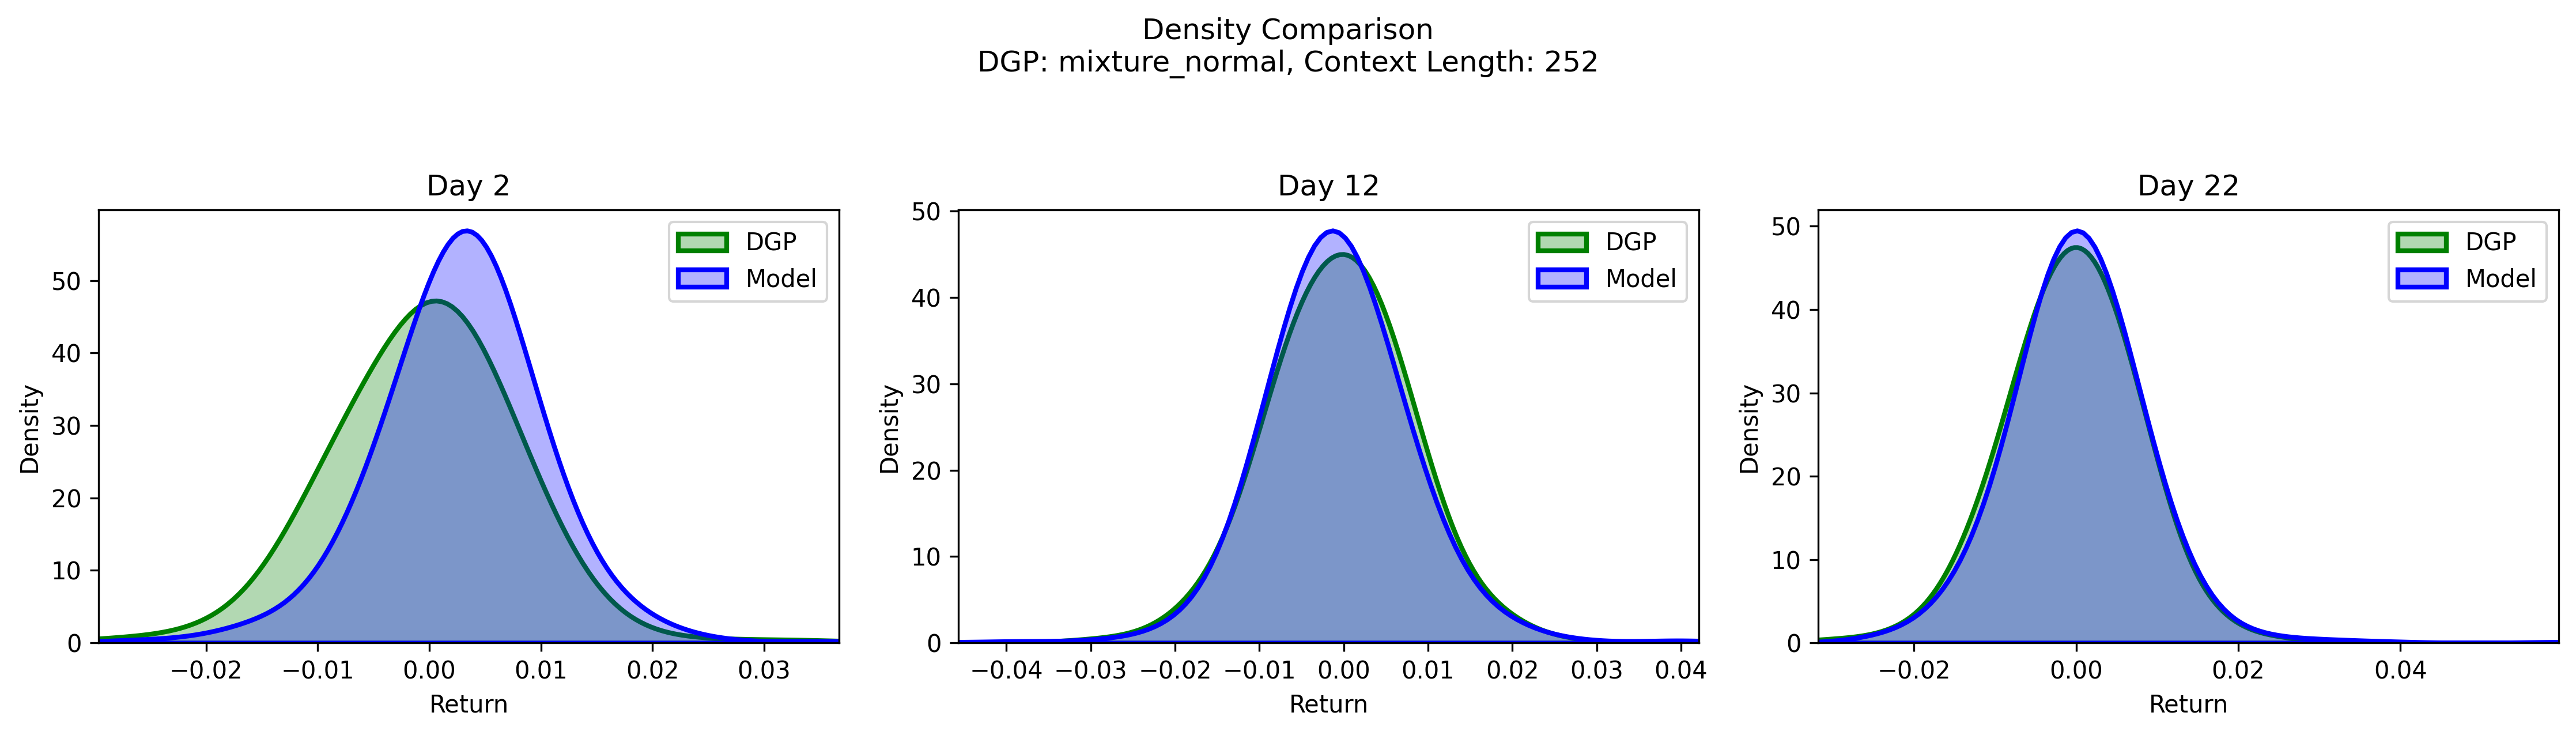 Density Comparison
DGP: mixture_normal, Context Length: 252
Day 2
Density
50
40
30
20
10
0
−0.02 −0.01 0.00 0.01 0.02 0.03
Return
DGP
Model
Day 12
Density
50
40
30
20
10
0
−0.04 −0.03 −0.02 −0.01 0.00 0.01 0.02 0.03 0.04
Return
DGP
Model
Day 22
Density
50
40
30
20
10
0
−0.02 0.00 0.02 0.04
Return
DGP
Model